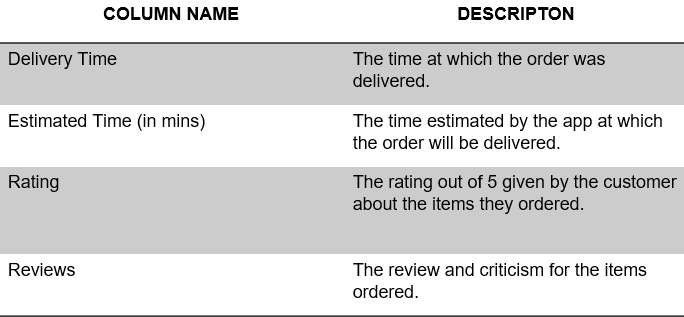 COLUMN NAME DESCRIPTON
Delivery Time The time at which the order was
delivered.
Estimated Time (in mins) The time estimated by the app at which
the order will be delivered.
Rating The rating out of 5 given by the customer
about the items they ordered.
Reviews The review and criticism for the items
ordered.